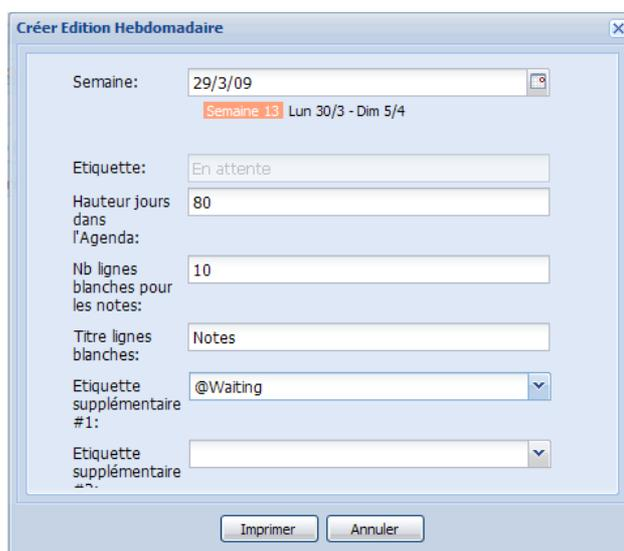 Créer Edition Hebdomadaire
Semaine:
29/3/09
Semaine 13 Lun 30/3 - Dim 5/4
Etiquette:
En attente
Hauteur jours
dans
l'Agenda:
80
Nb lignes
blanches pour
les notes:
10
Titre lignes
blanches:
Notes
Etiquette
supplémentaire
#1:
@Waiting
Etiquette
supplémentaire
Imprimer
Annuler